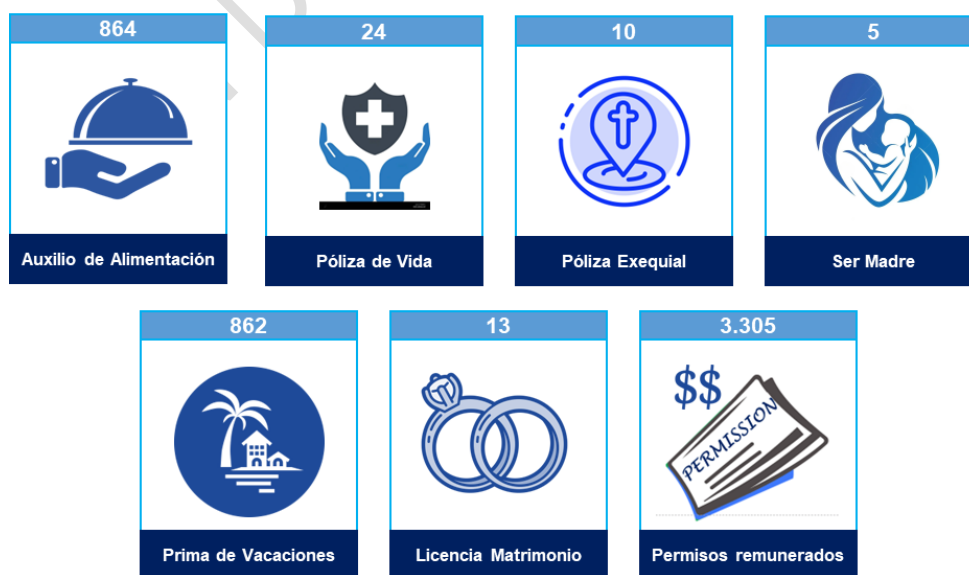 864
24
10
5
Auxilio de Alimentación
Póliza de Vida
Póliza Exequial
Ser Madre
862
13
3.305
$$
PERMISSION
Prima de Vacaciones
Licencia Matrimonio
Permisos remunerados